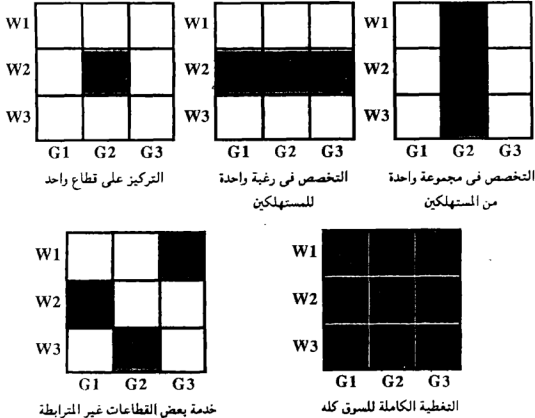 W1 W1 W1
W2 W2 W2
W3 W3 W3
G1 G2 G3 G1 G2 G3 G1 G2 G3
التركيز على قطاع واحد
التخصص فى رغبة واحدة
للمستهلكين
التخصص فى مجموعة واحدة
من المستهلكين
W1 W1
W2 W2
W3 W3
G1 G2 G3 G1 G2 G3
خدمة بعض القطاعات غير المترابطة
التغطية الكاملة للسوق كله